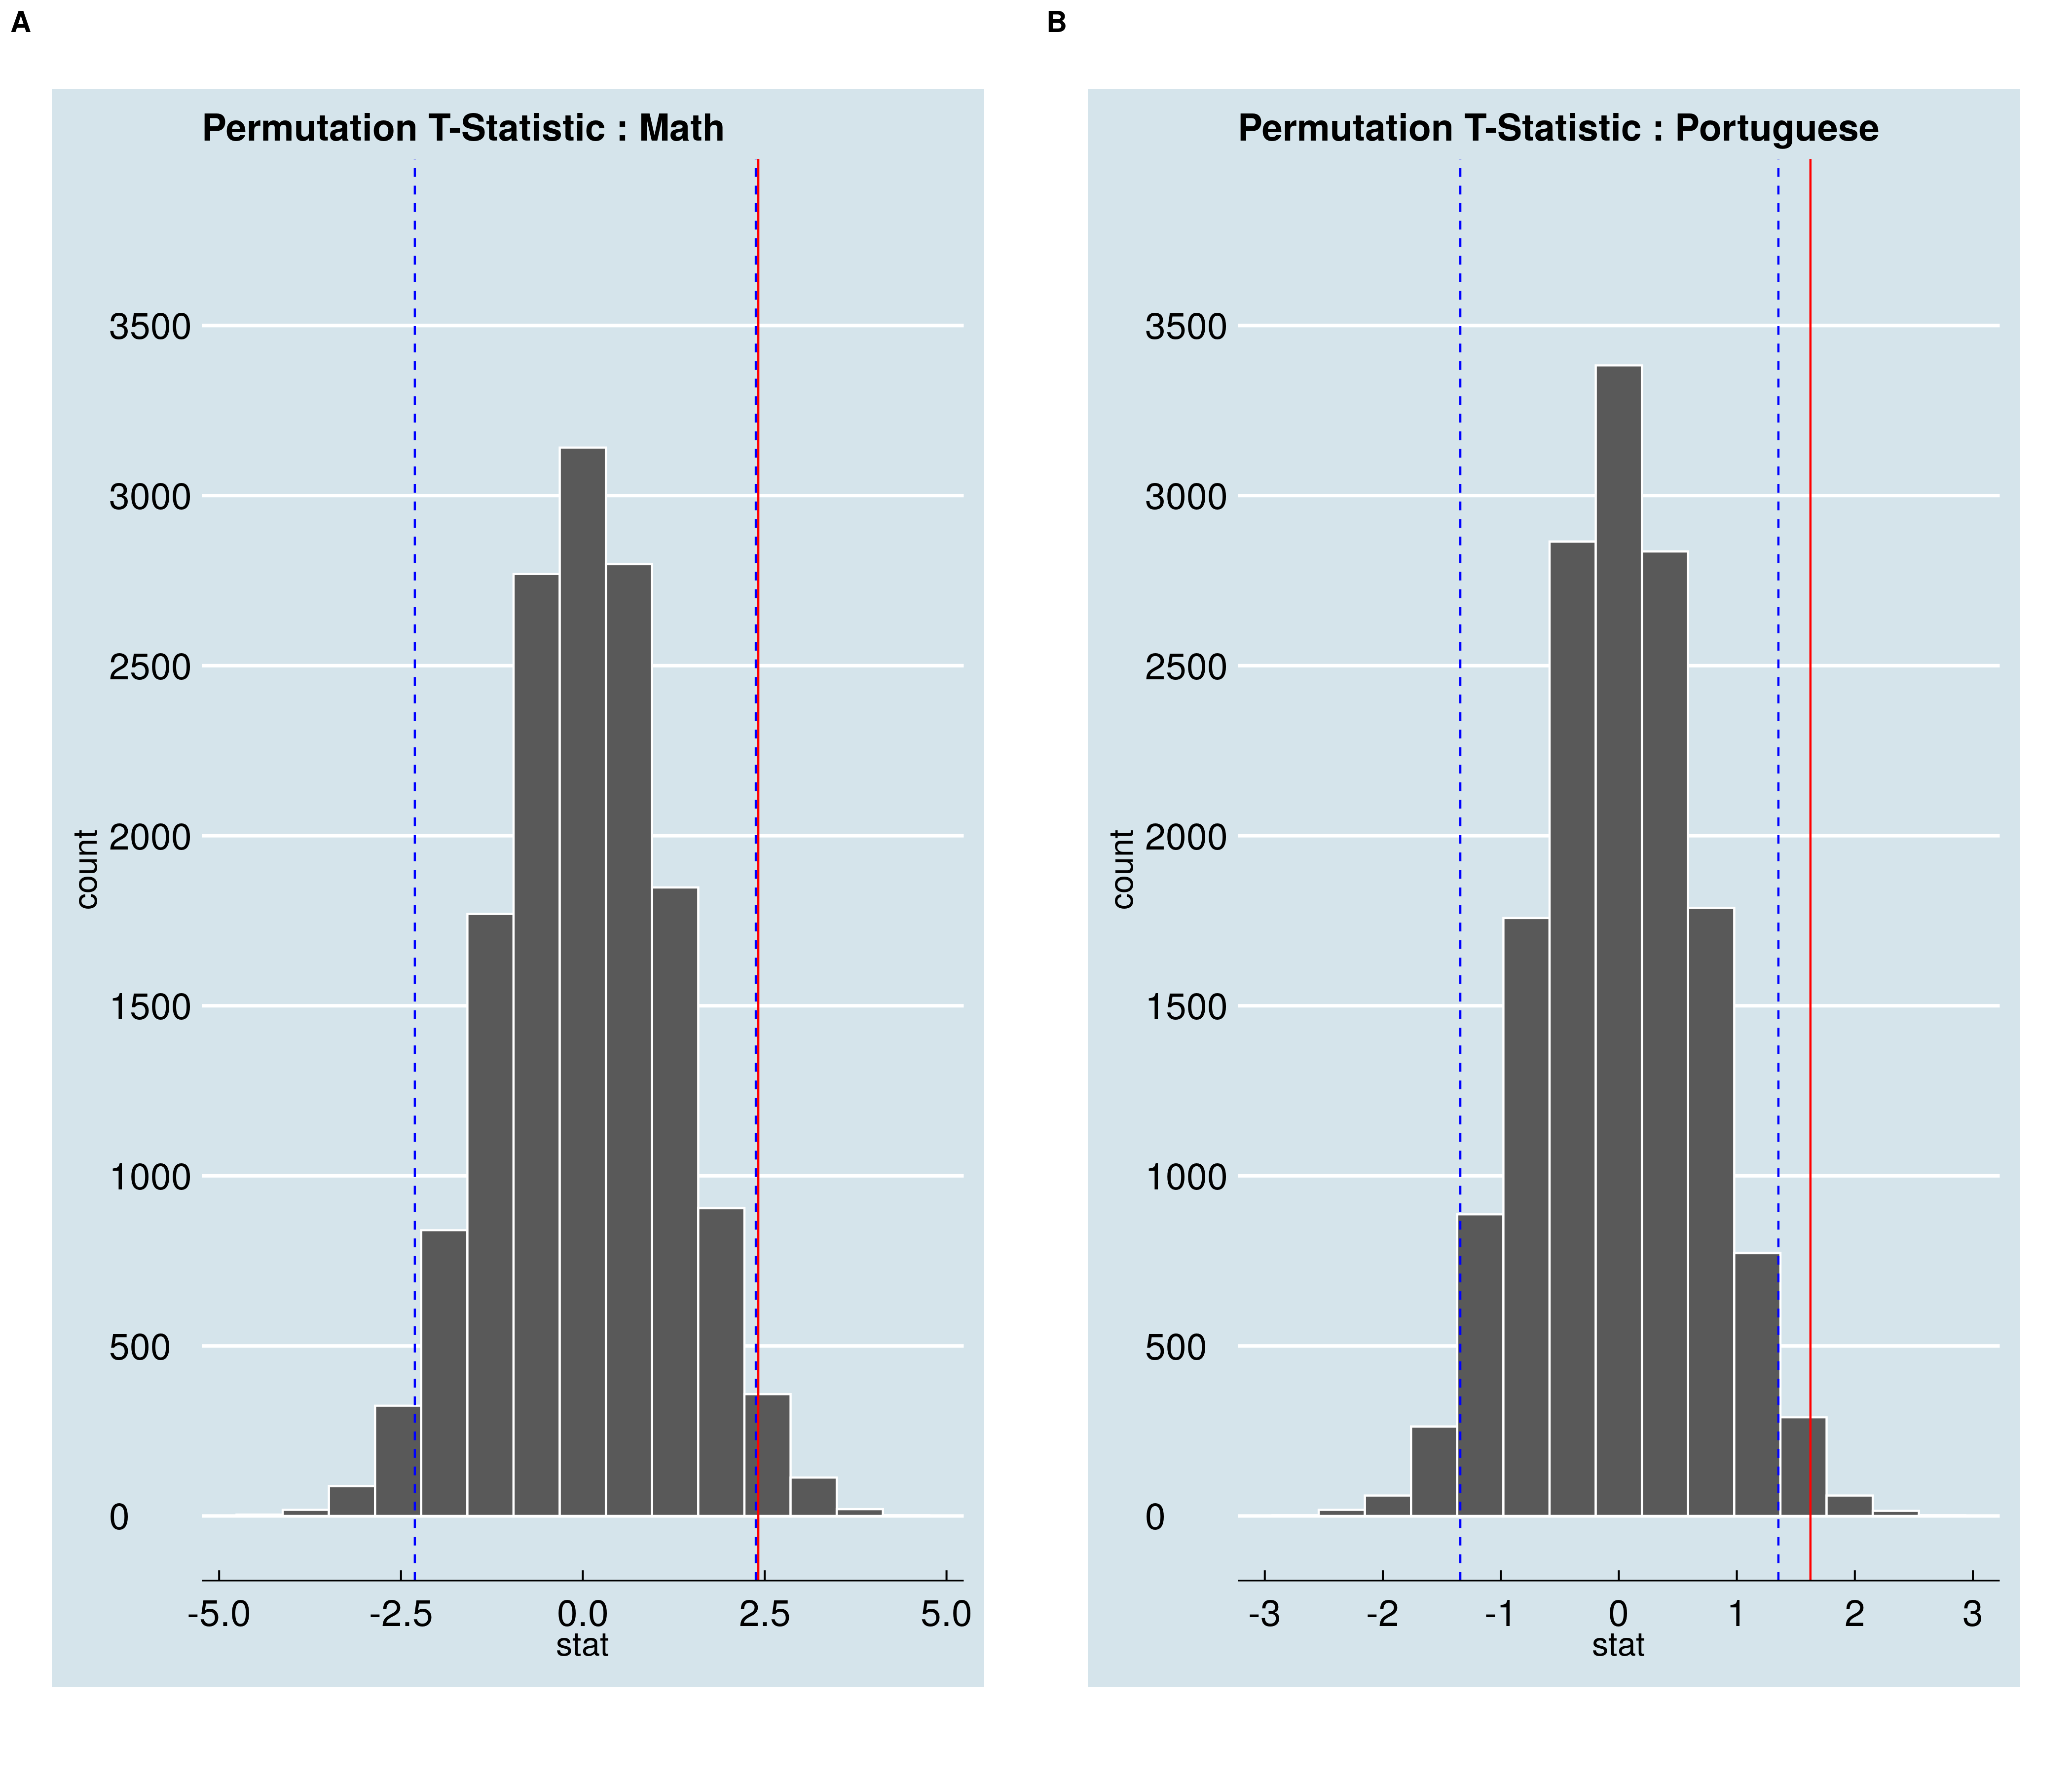 A
Permutation T-Statistic : Math
count
3500
3000
2500
2000
1500
1000
500
0
-5.0 -2.5 0.0 2.5 5.0
stat
B
Permutation T-Statistic : Portuguese
count
3500
3000
2500
2000
1500
1000
500
0
-3 -2 -1 0 1 2 3
stat